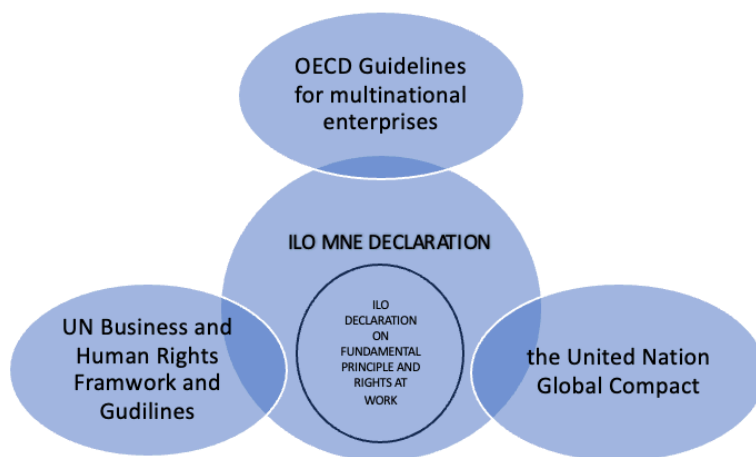 OECD Guidelines
for multinational
enterprises
ILO MNE DECLARATION
ILO
DECLARATION
ON
FUNDAMENTAL
PRINCIPLE AND
RIGHTS AT
WORK
UN Business and
Human Rights
Framwork and
Gudilines
the United Nation
Global Compact